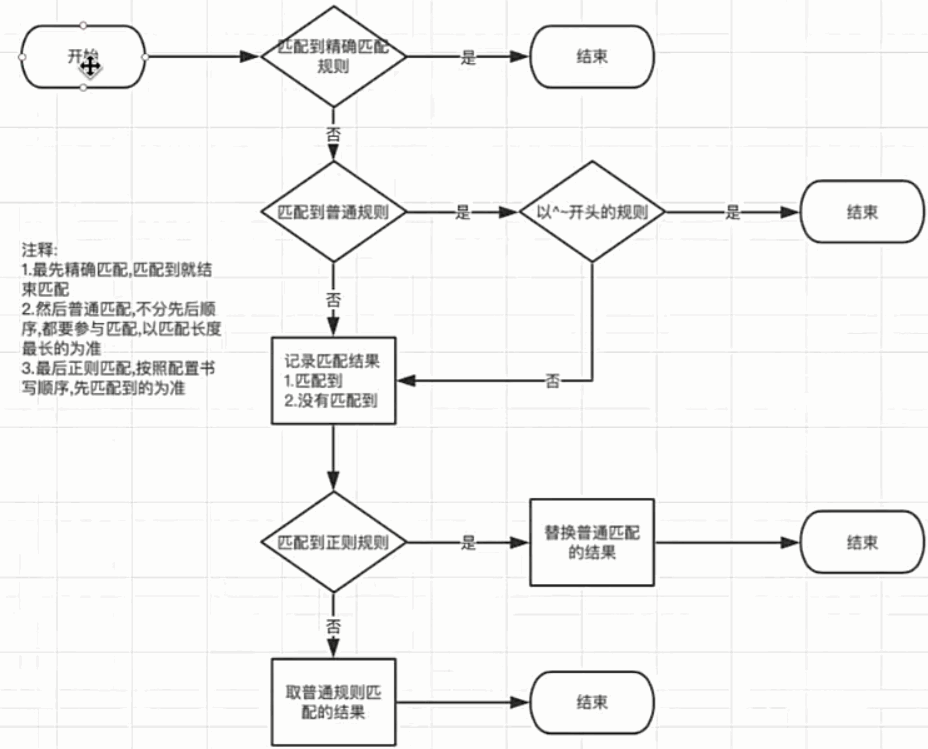 开始
匹配到精确匹配
规则
是
结束
否
匹配到普通规则
是
以^~开头的规则
是
结束
注释:
1.最先精确匹配,匹配到就结
束匹配
2.然后普通匹配,不分先后顺
序,都要参与匹配,以匹配长度
最长的为准
3.最后正则匹配,按照配置书
写顺序,先匹配到的为准
否
记录匹配结果
1.匹配到
2.没有匹配到
否
匹配到正则规则
是
替换普通匹配
的结果
结束
否
取普通规则匹
配的结果
结束